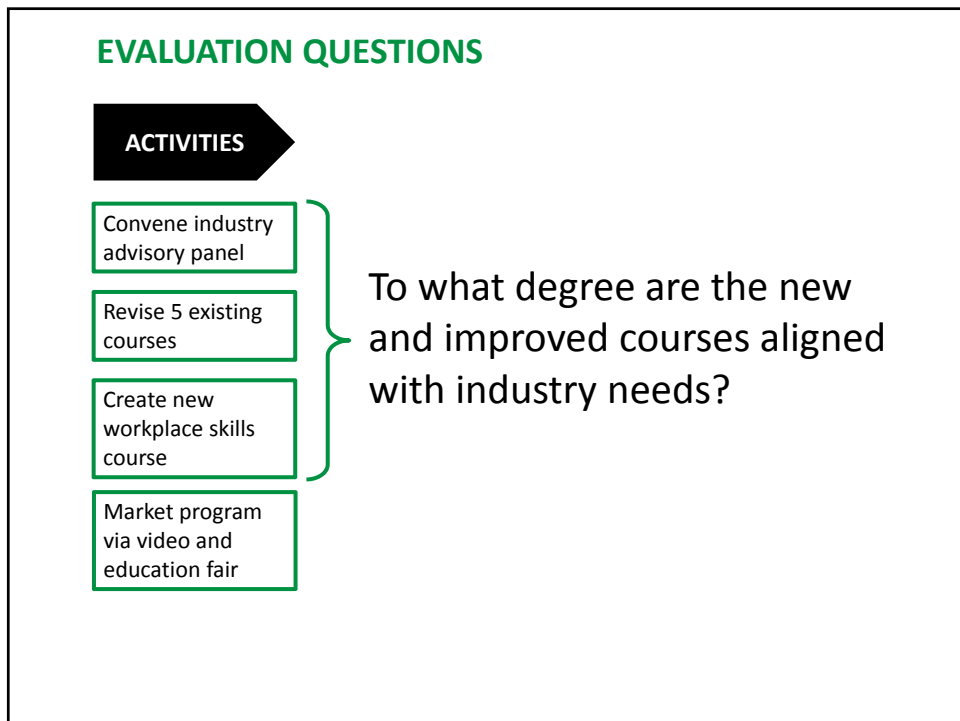 EVALUATION QUESTIONS
ACTIVITIES
Convene industry
advisory panel
Revise 5 existing
courses
Create new
workplace skills
course
Market program
via video and
education fair
To what degree are the new
and improved courses aligned
with industry needs?